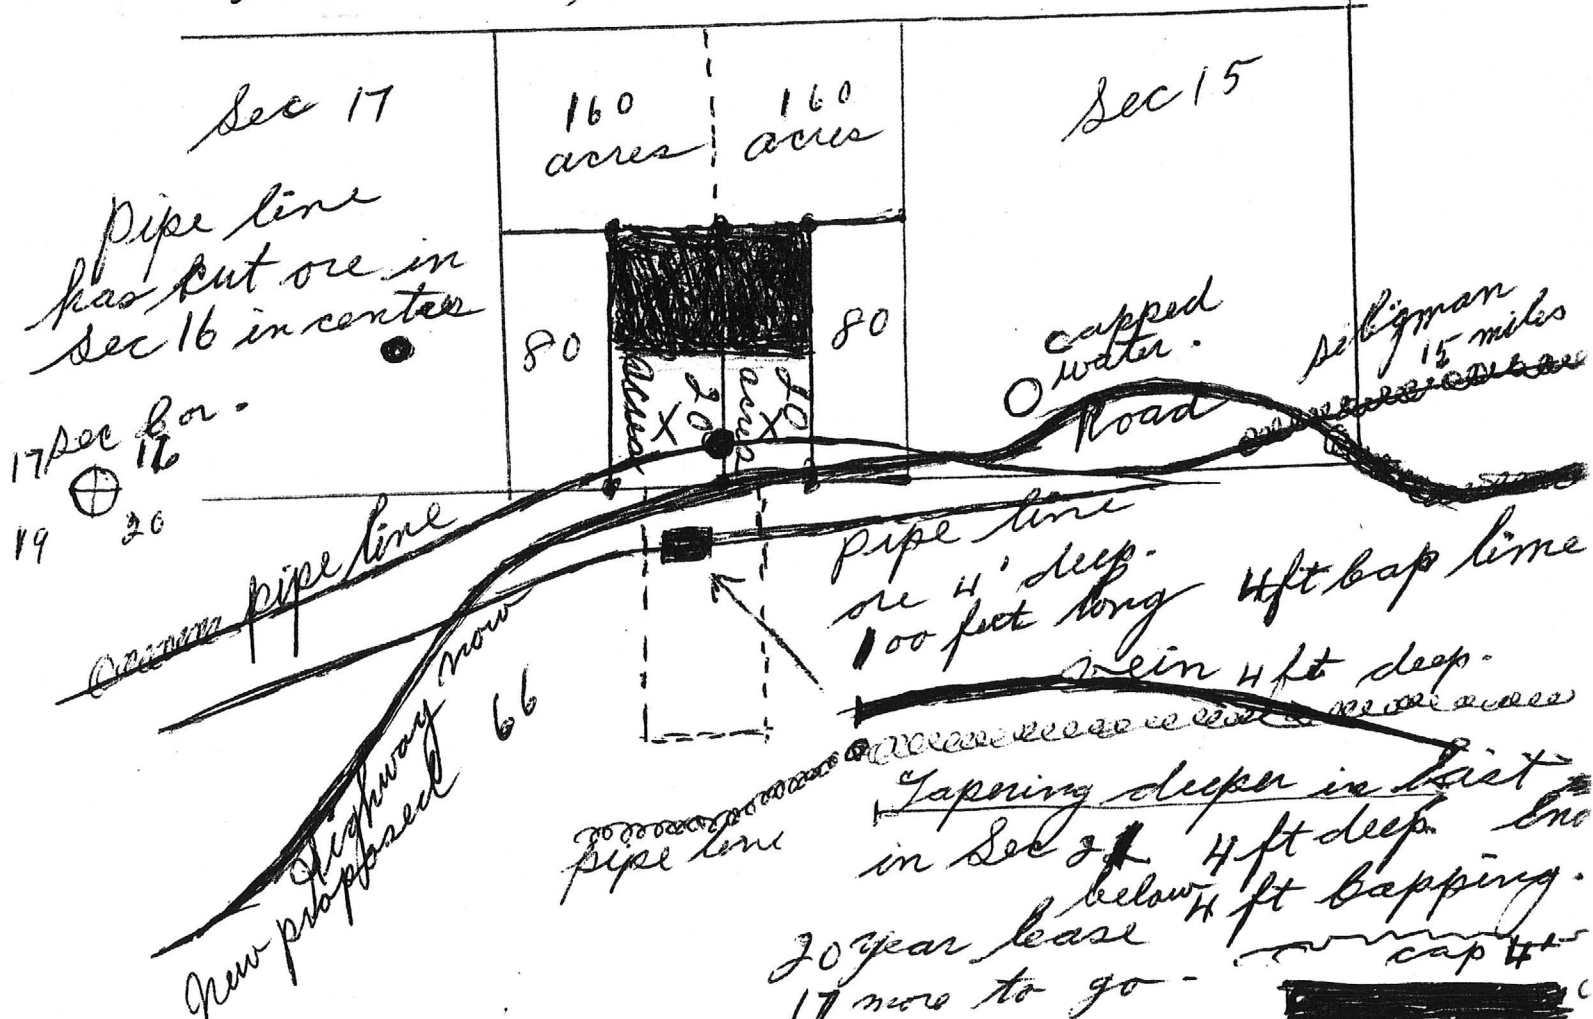 Sec 17
160
acres
160
acres
Sec 15
Pipe line
has cut ore in
Sec 16 in center
80
20
acres
X
20
acres
X
80
capped
water.
Seligman
15 miles
Road
Sec Cor.
17 16
19 20
pipe line
Pipe line
ore 4' deep.
100 feet long
4ft Cap lime
vein 4 ft deep.
Highway now
66
New proposed
pipe line
Tapering deeper in East End
in Sec 21 4 ft deep.
below 4 ft Capping.
20 year lease
17 more to go -
cap 4